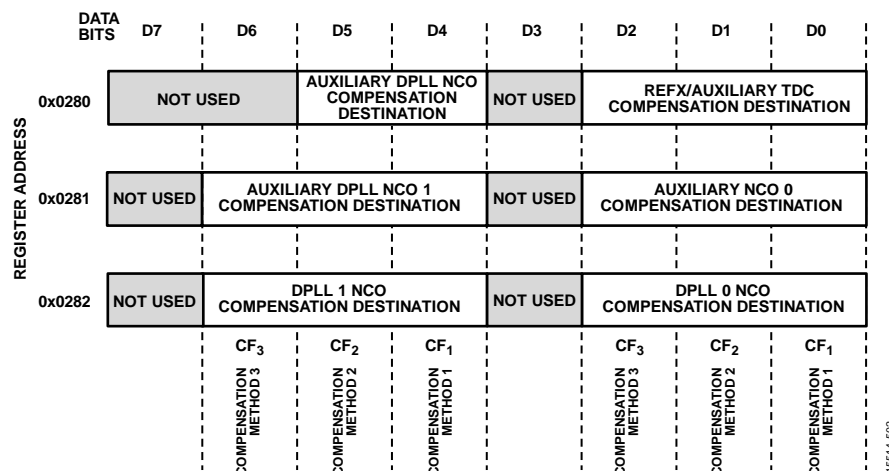 DATA
BITS D7 D6 D5 D4 D3 D2 D1 D0
REGISTER ADDRESS
0x0280
NOT USED
AUXILIARY DPLL NCO
COMPENSATION
DESTINATION
NOT USED
REFX/AUXILIARY TDC
COMPENSATION DESTINATION
0x0281
NOT USED
AUXILIARY DPLL NCO 1
COMPENSATION DESTINATION
NOT USED
AUXILIARY NCO 0
COMPENSATION DESTINATION
0x0282
NOT USED
DPLL 1 NCO
COMPENSATION DESTINATION
NOT USED
DPLL 0 NCO
COMPENSATION DESTINATION
CF3 CF2 CF1 CF3 CF2 CF1
COMPENSATION
METHOD 3
COMPENSATION
METHOD 2
COMPENSATION
METHOD 1
COMPENSATION
METHOD 3
COMPENSATION
METHOD 2
COMPENSATION
METHOD 1